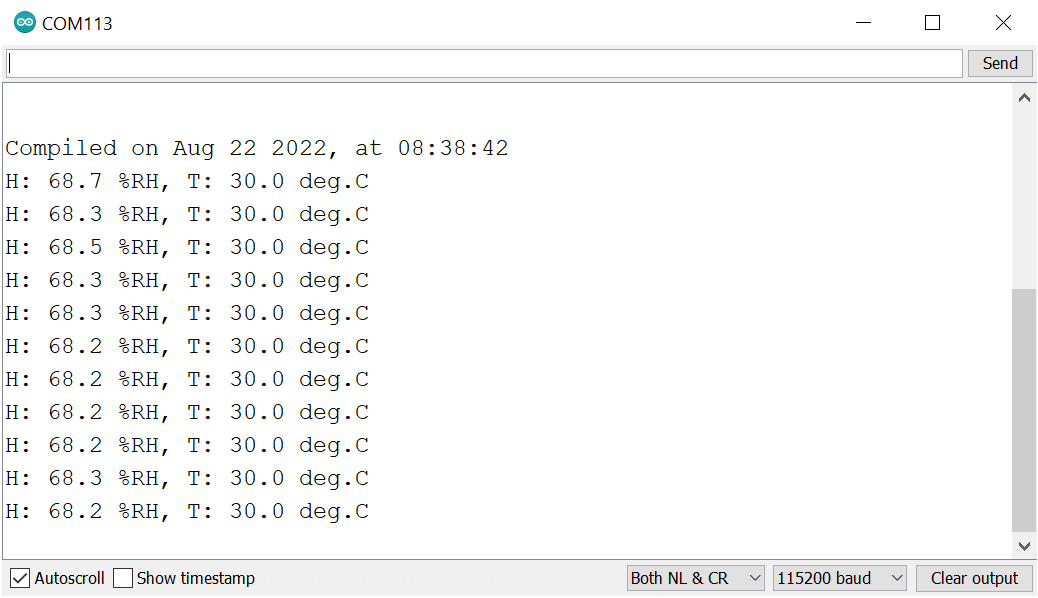 COM113
Send
Compiled on Aug 22 2022, at 08:38:42
H: 68.7 %RH, T: 30.0 deg.C
H: 68.3 %RH, T: 30.0 deg.C
H: 68.5 %RH, T: 30.0 deg.C
H: 68.3 %RH, T: 30.0 deg.C
H: 68.3 %RH, T: 30.0 deg.C
H: 68.2 %RH, T: 30.0 deg.C
H: 68.2 %RH, T: 30.0 deg.C
H: 68.2 %RH, T: 30.0 deg.C
H: 68.2 %RH, T: 30.0 deg.C
H: 68.3 %RH, T: 30.0 deg.C
H: 68.2 %RH, T: 30.0 deg.C
Autoscroll Show timestamp Both NL & CR 115200 baud Clear output